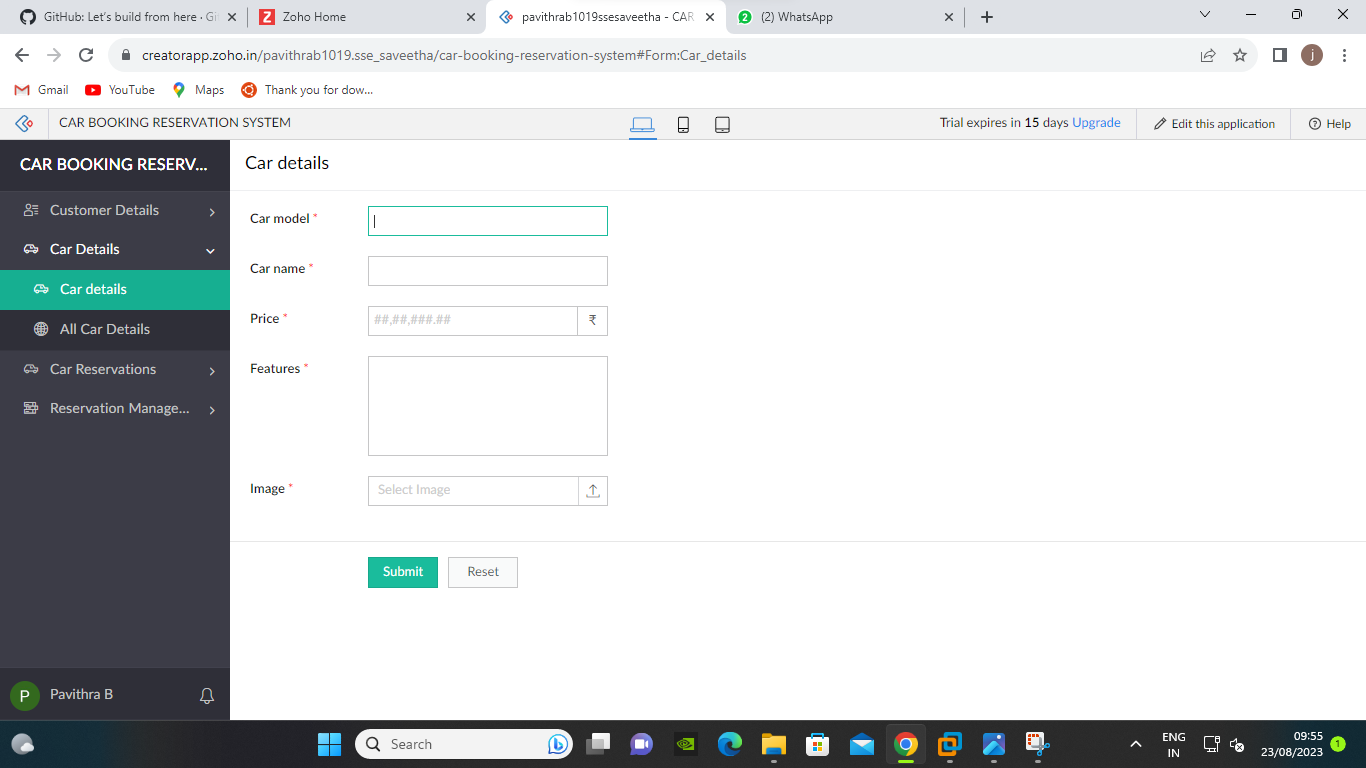 GitHub: Let's build from here · Git
Zoho Home
pavithrab1019ssesaveetha - CAR
(2) WhatsApp
creatorapp.zoho.in/pavithrab1019.sse_saveetha/car-booking-reservation-system#Form:Car_details
j
Gmail
YouTube
Maps
Thank you for dow...
CAR BOOKING RESERVATION SYSTEM
Trial expires in 15 days Upgrade
Edit this application
Help
CAR BOOKING RESERV...
Customer Details
Car Details
Car details
All Car Details
Car Reservations
Reservation Manage...
P
Pavithra B
Car details
Car model *
Car name *
Price *
##,##,###.##
₹
Features *
Image *
Select Image
Submit
Reset
Search
ENG
IN
09:55
23/08/2023
1